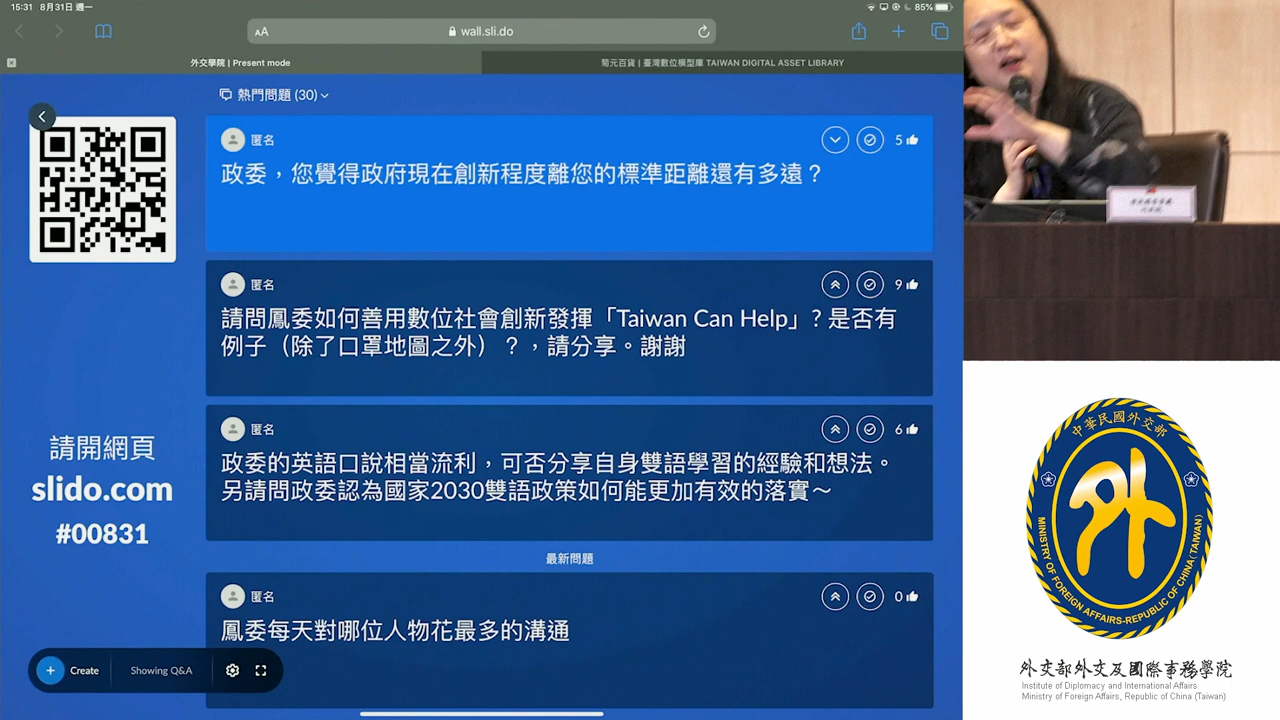 15:31 8月31日 週一
85%
AA
wall.sli.do
外交學院 | Present mode
菊元百貨 | 臺灣數位模型庫 TAIWAN DIGITAL ASSET LIBRARY
熱門問題 (30)
匿名
5
政委，您覺得政府現在創新程度離您的標準距離還有多遠？
匿名
9
請問鳳委如何善用數位社會創新發揮「Taiwan Can Help」? 是否有
例子（除了口罩地圖之外）？，請分享。謝謝
匿名
6
政委的英語口說相當流利，可否分享自身雙語學習的經驗和想法。
另請問政委認為國家2030雙語政策如何能更加有效的落實～
最新問題
匿名
0
鳳委每天對哪位人物花最多的溝通
請開網頁
slido.com
#00831
Create
Showing Q&A
中華民國外交部
外
MINISTRY OF FOREIGN AFFAIRS-REPUBLIC OF CHINA(TAIWAN)
外交部外交及國際事務學院
Institute of Diplomacy and International Affairs
Ministry of Foreign Affairs, Republic of China (Taiwan)